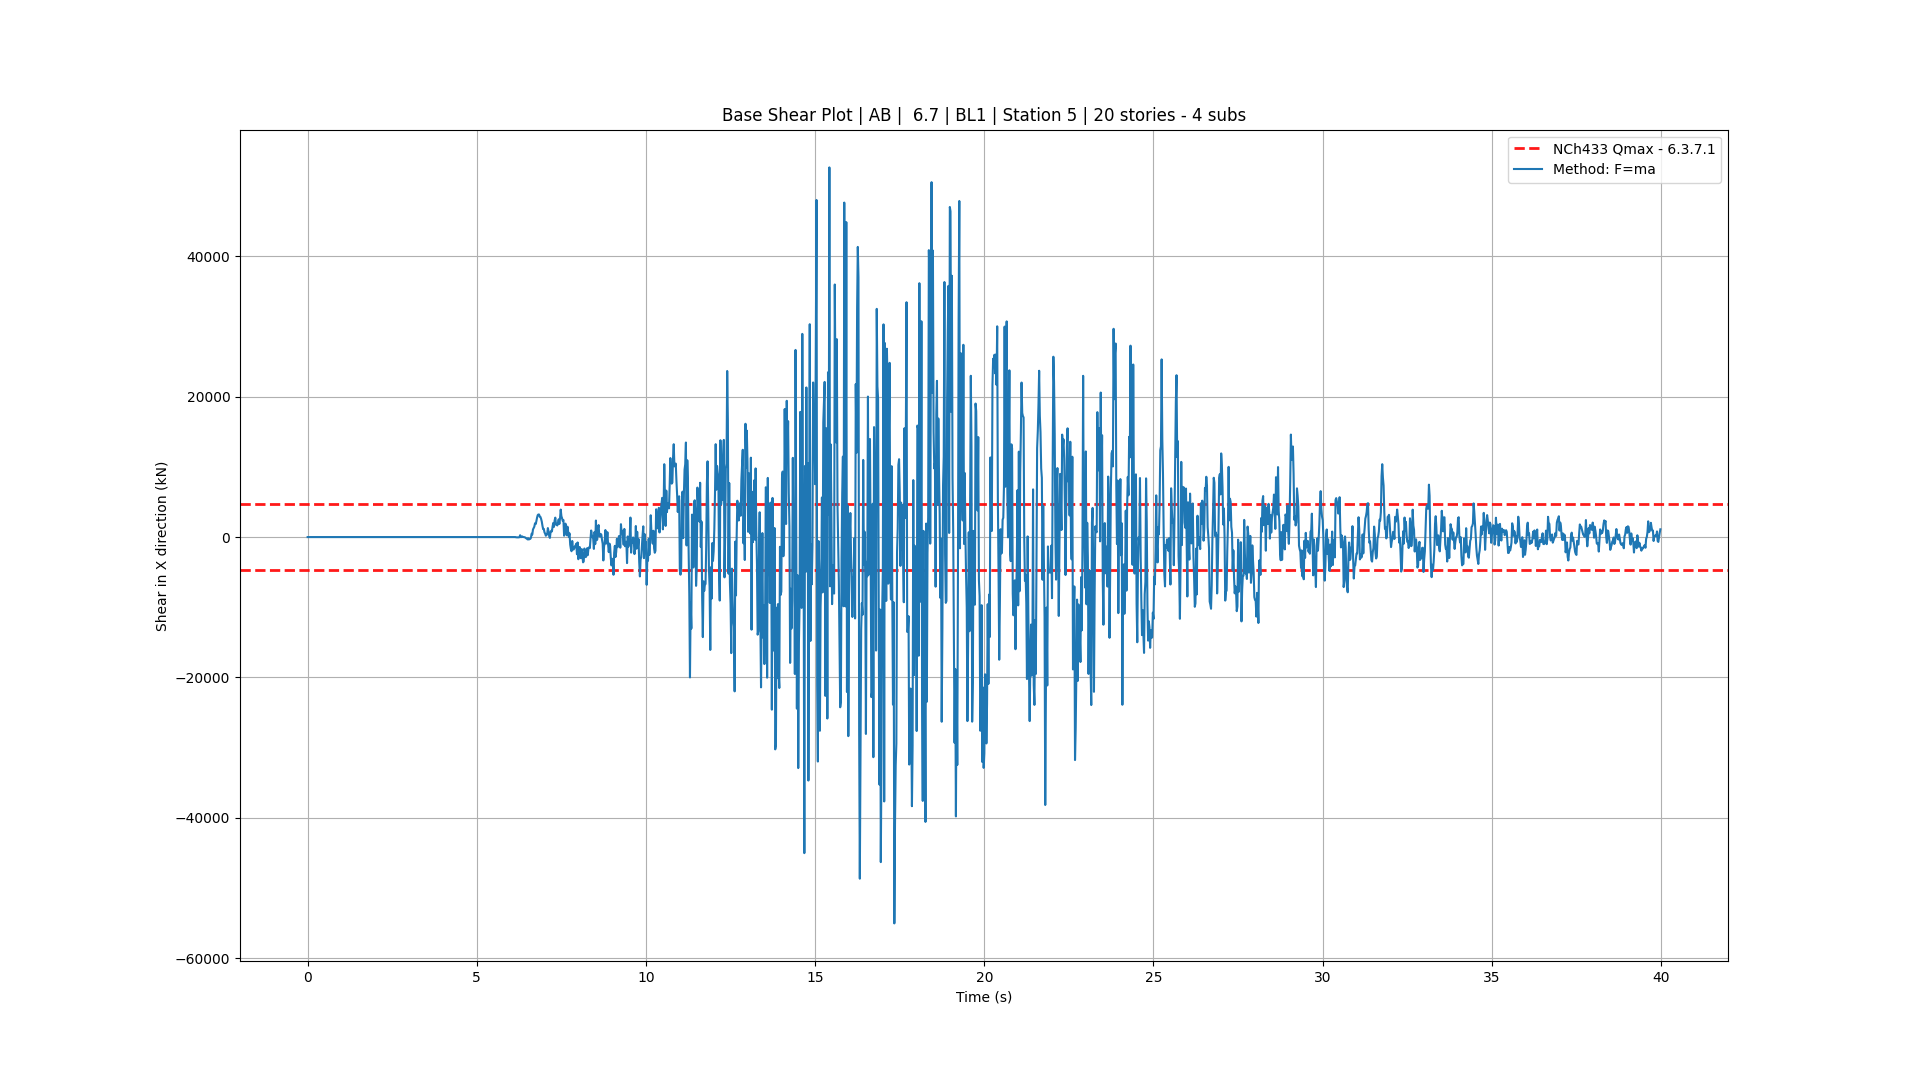 Base Shear Plot | AB |  6.7 | BL1 | Station 5 | 20 stories - 4 subs
NCh433 Qmax - 6.3.7.1
Method: F=ma
Shear in X direction (kN)
40000
20000
0
−20000
−40000
−60000
0 5 10 15 20 25 30 35 40
Time (s)